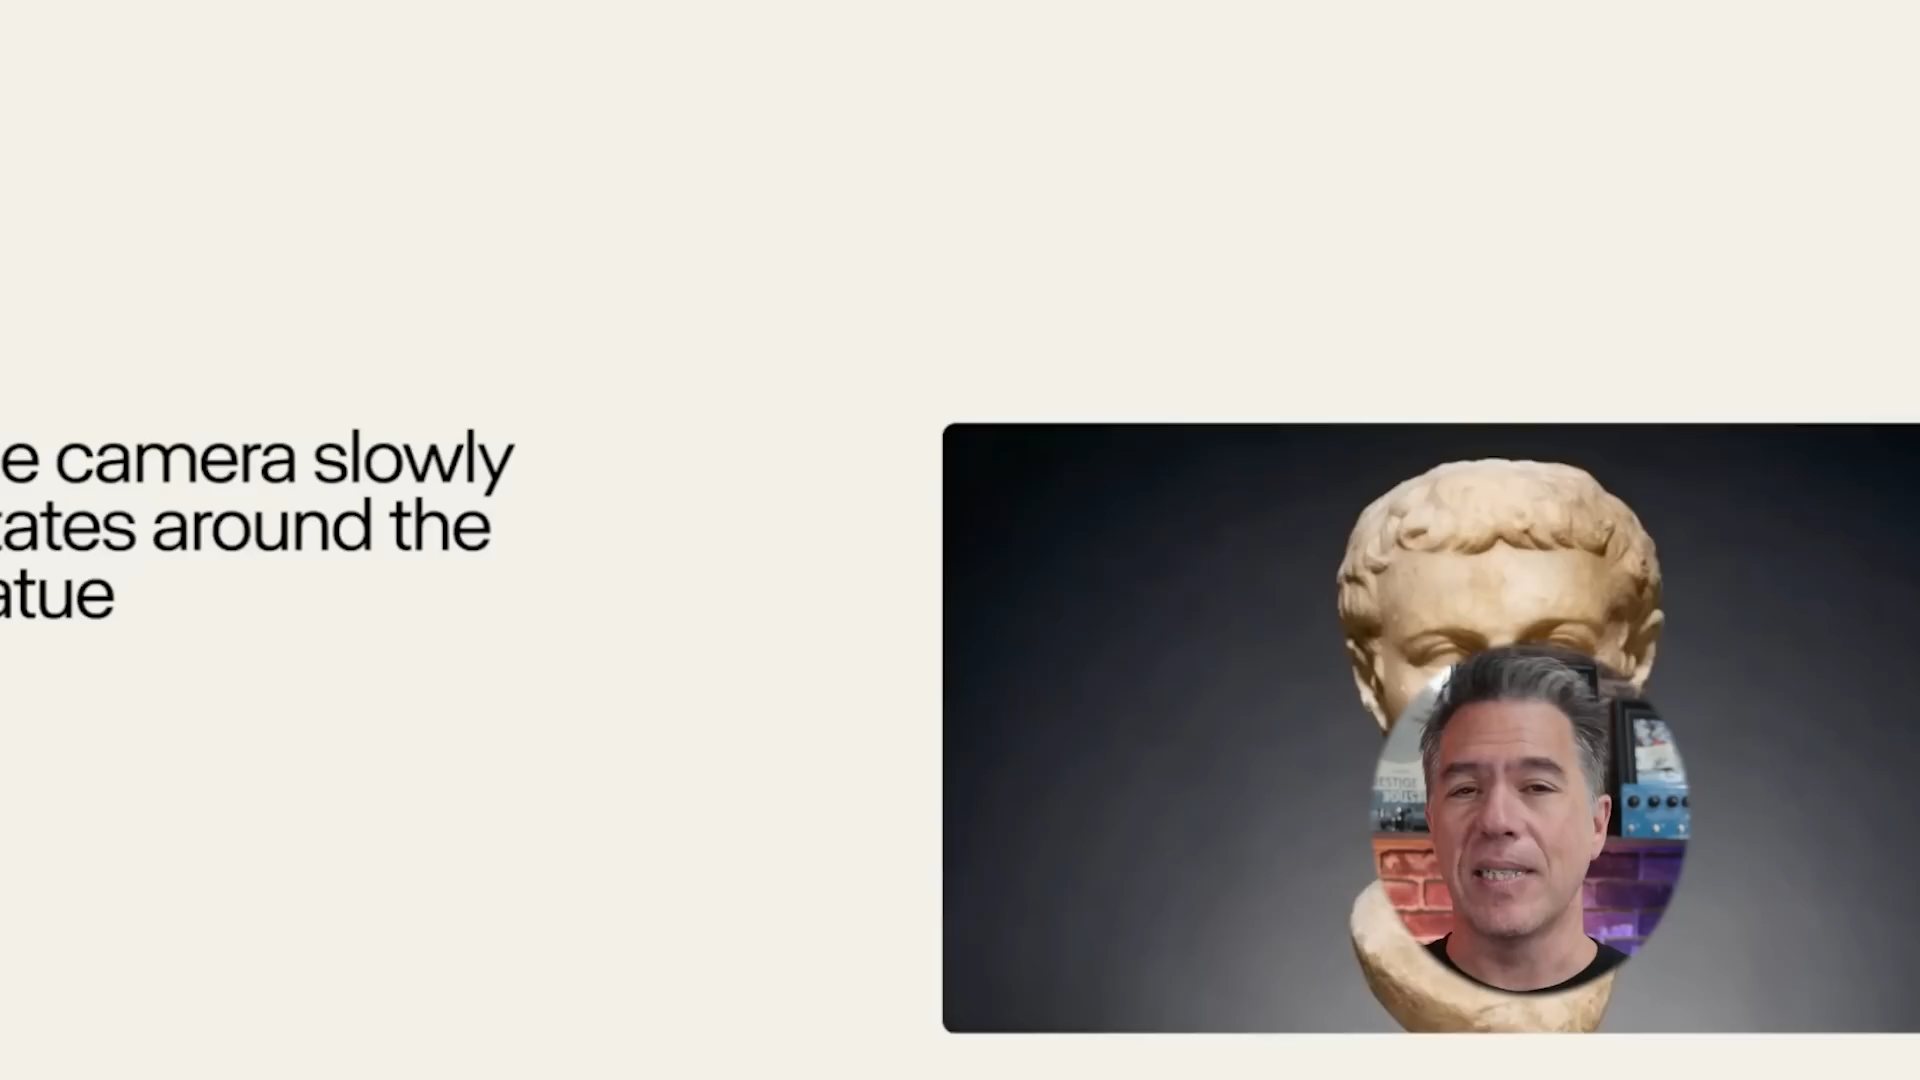 e camera slowly
tates around the
atue